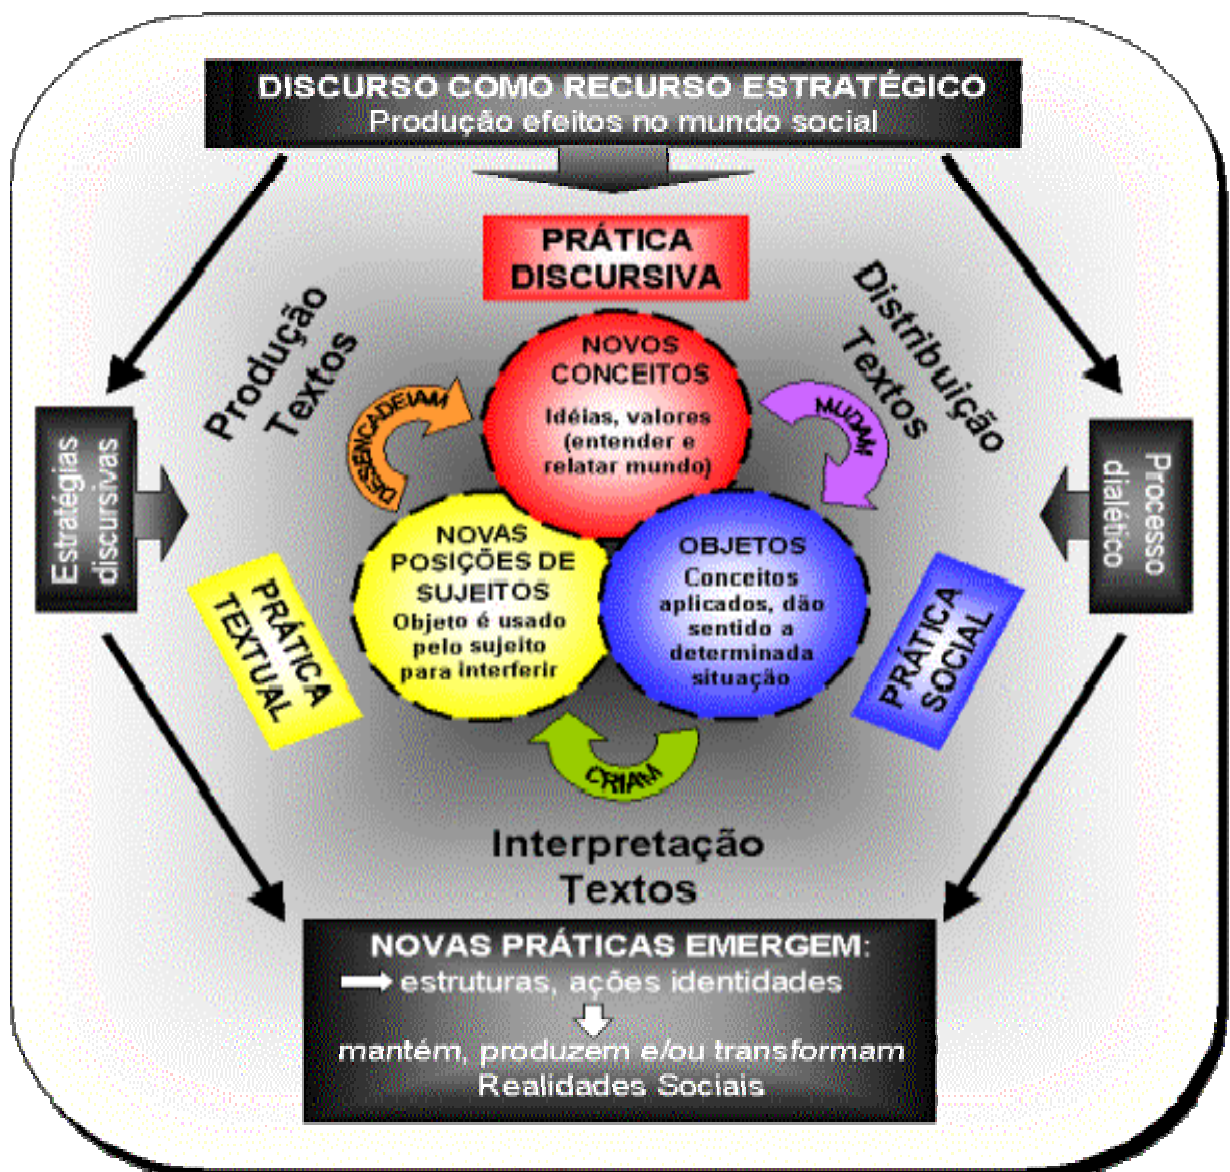 DISCURSO COMO RECURSO ESTRATÉGICO
Produção efeitos no mundo social
PRÁTICA
DISCURSIVA
Produção
Textos
Distribuição
Textos
NOVOS
CONCEITOS
Idéias, valores
(entender e
relatar mundo)
DESENCADEIAM
MUDAM
Estratégias
discursivas
Processo
dialético
NOVAS
POSIÇÕES DE
SUJEITOS
Objeto é usado
pelo sujeito
para interferir
OBJETOS
Conceitos
aplicados, dão
sentido a
determinada
situação
PRÁTICA
TEXTUAL
PRÁTICA
SOCIAL
CRIAM
Interpretação
Textos
NOVAS PRÁTICAS EMERGEM:
estruturas, ações identidades
mantém, produzem e/ou transformam
Realidades Sociais